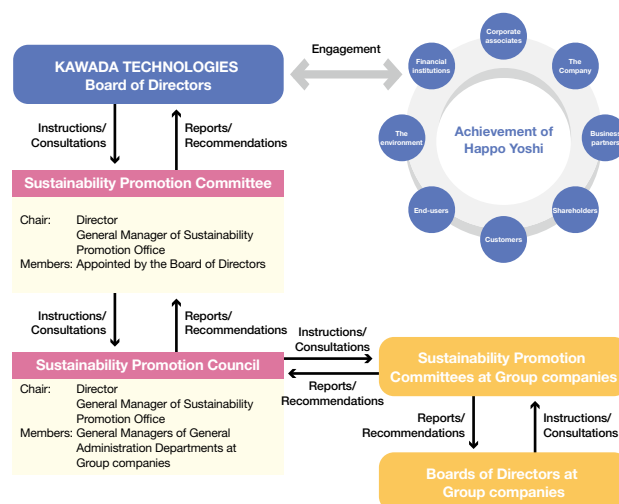 KAWADA TECHNOLOGIES
Board of Directors
Engagement
Corporate
associates
The
Company
Business
partners
Shareholders
Customers
End-users
The
environment
Financial
institutions
Achievement of
Happo Yoshi
Instructions/
Consultations
Reports/
Recommendations
Sustainability Promotion Committee
Chair: Director
General Manager of Sustainability
Promotion Office
Members: Appointed by the Board of Directors
Instructions/
Consultations
Reports/
Recommendations
Sustainability Promotion Council
Chair: Director
General Manager of Sustainability
Promotion Office
Members: General Managers of General
Administration Departments at
Group companies
Instructions/
Consultations
Reports/
Recommendations
Sustainability Promotion
Committees at Group companies
Reports/
Recommendations
Instructions/
Consultations
Boards of Directors at
Group companies